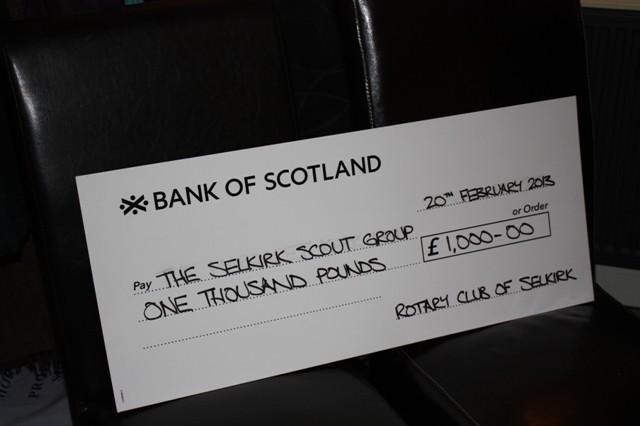 BANK OF SCOTLAND
20TH FEBRUARY 2013
or Order
Pay THE SELKIRK SCOUT GROUP
£1,000-00
ONE THOUSAND POUNDS
ROTARY CLUB OF SELKIRK